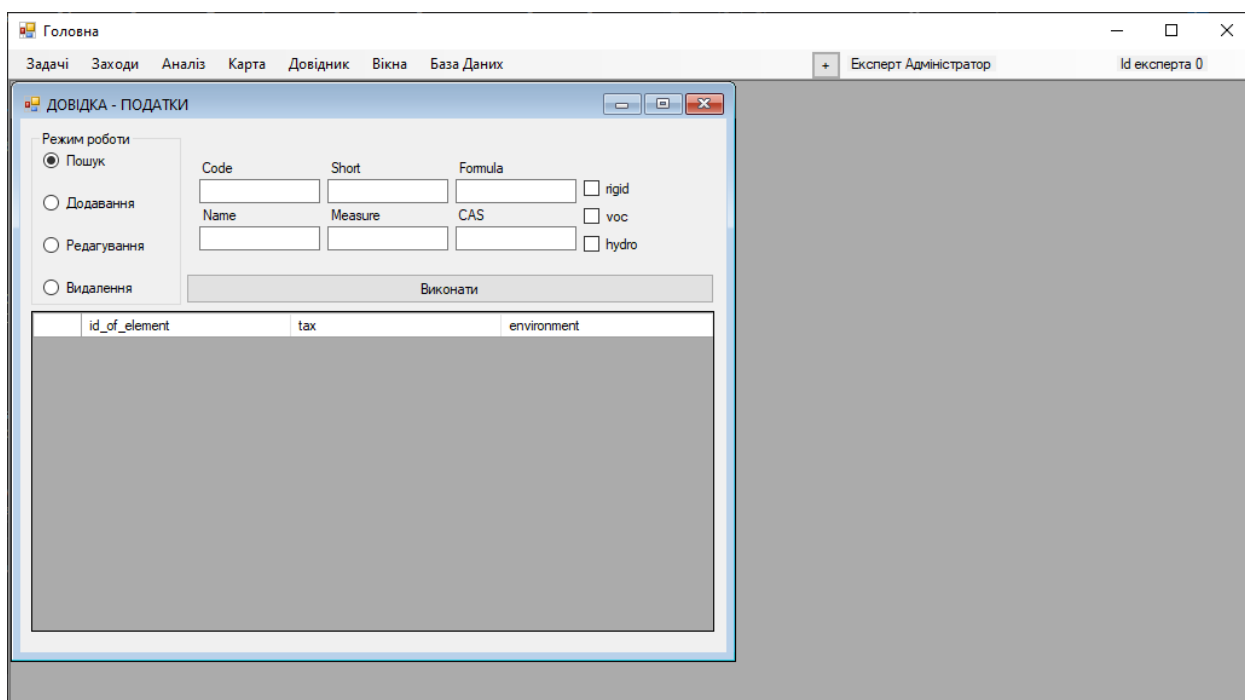 Головна
Задачі Заходи Аналіз Карта Довідник Вікна База Даних + Експерт Адміністратор Id експерта 0
ДОВІДКА - ПОДАТКИ
Режим роботи
Пошук
Додавання
Редагування
Видалення
Code Short Formula
rigid
Name Measure CAS
voc
hydro
Виконати
id_of_element tax environment